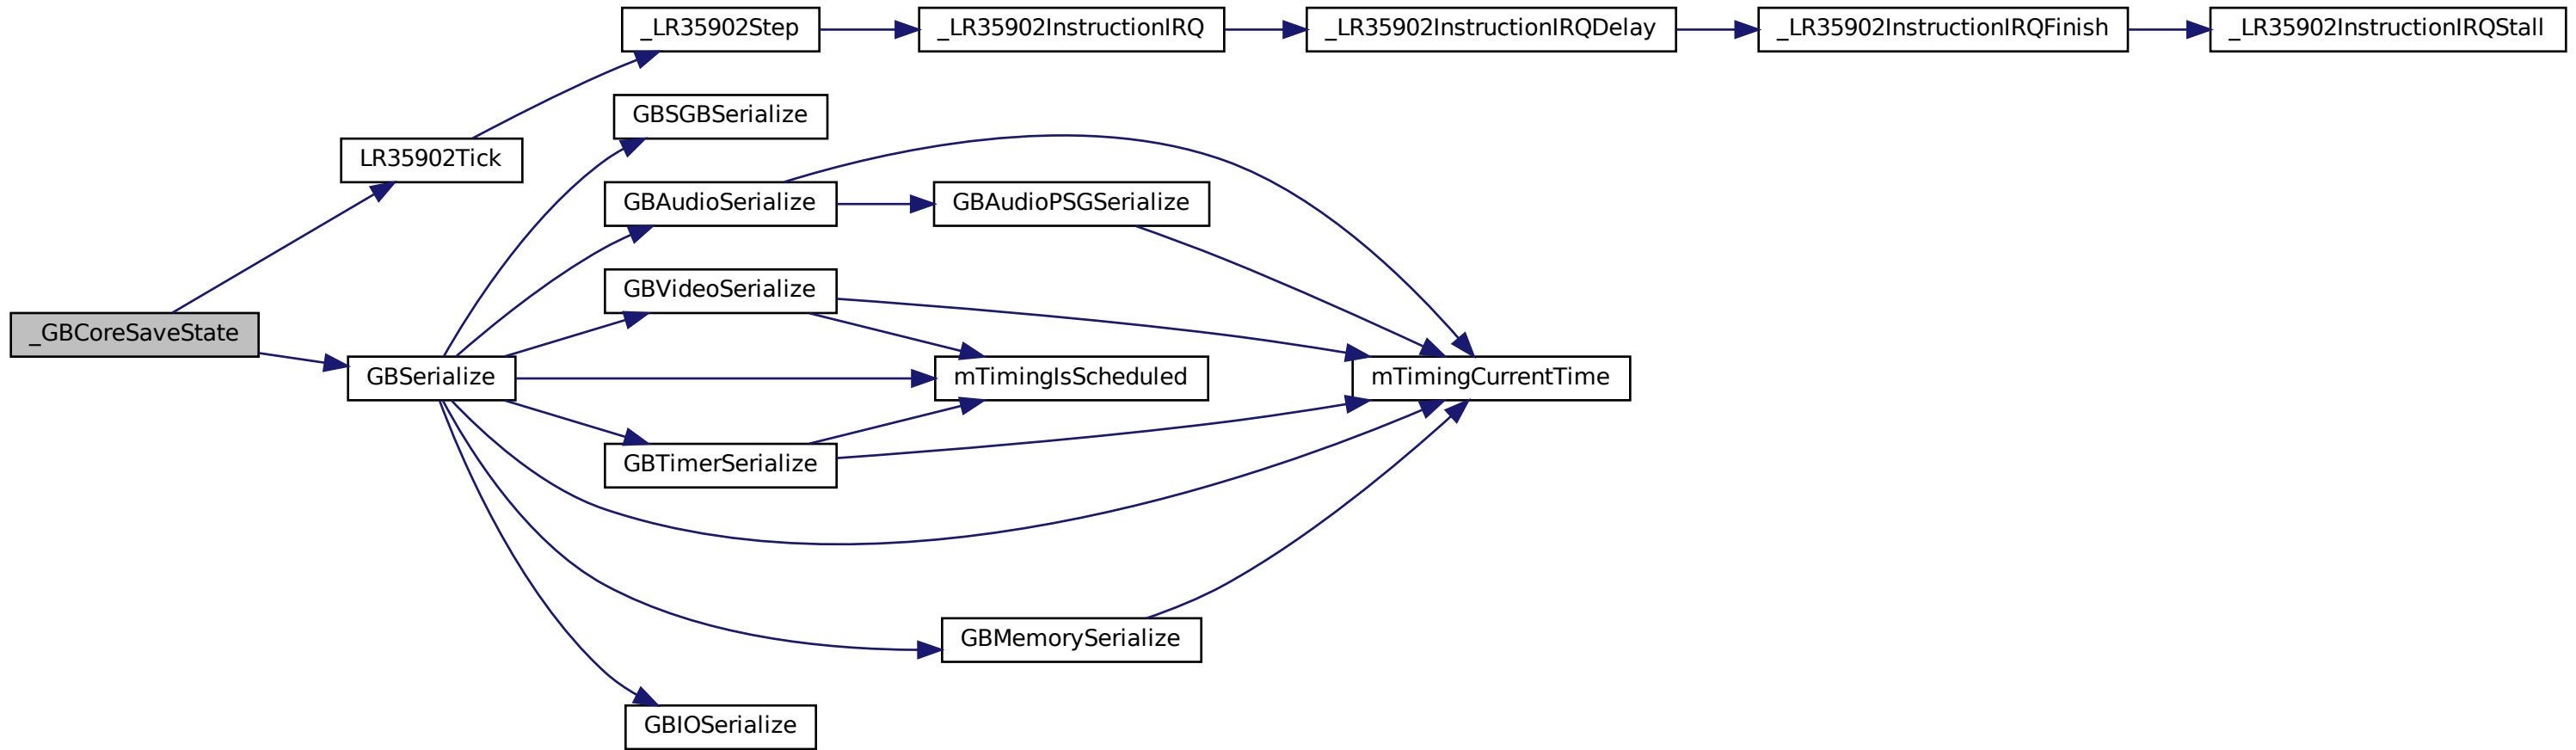 _LR35902Step
_LR35902InstructionIRQ
_LR35902InstructionIRQDelay
_LR35902InstructionIRQFinish
_LR35902InstructionIRQStall
GBSGBSerialize
LR35902Tick
GBAudioSerialize
GBAudioPSGSerialize
GBVideoSerialize
_GBCoreSaveState
GBSerialize
mTimingIsScheduled
mTimingCurrentTime
GBTimerSerialize
GBMemorySerialize
GBIOSerialize